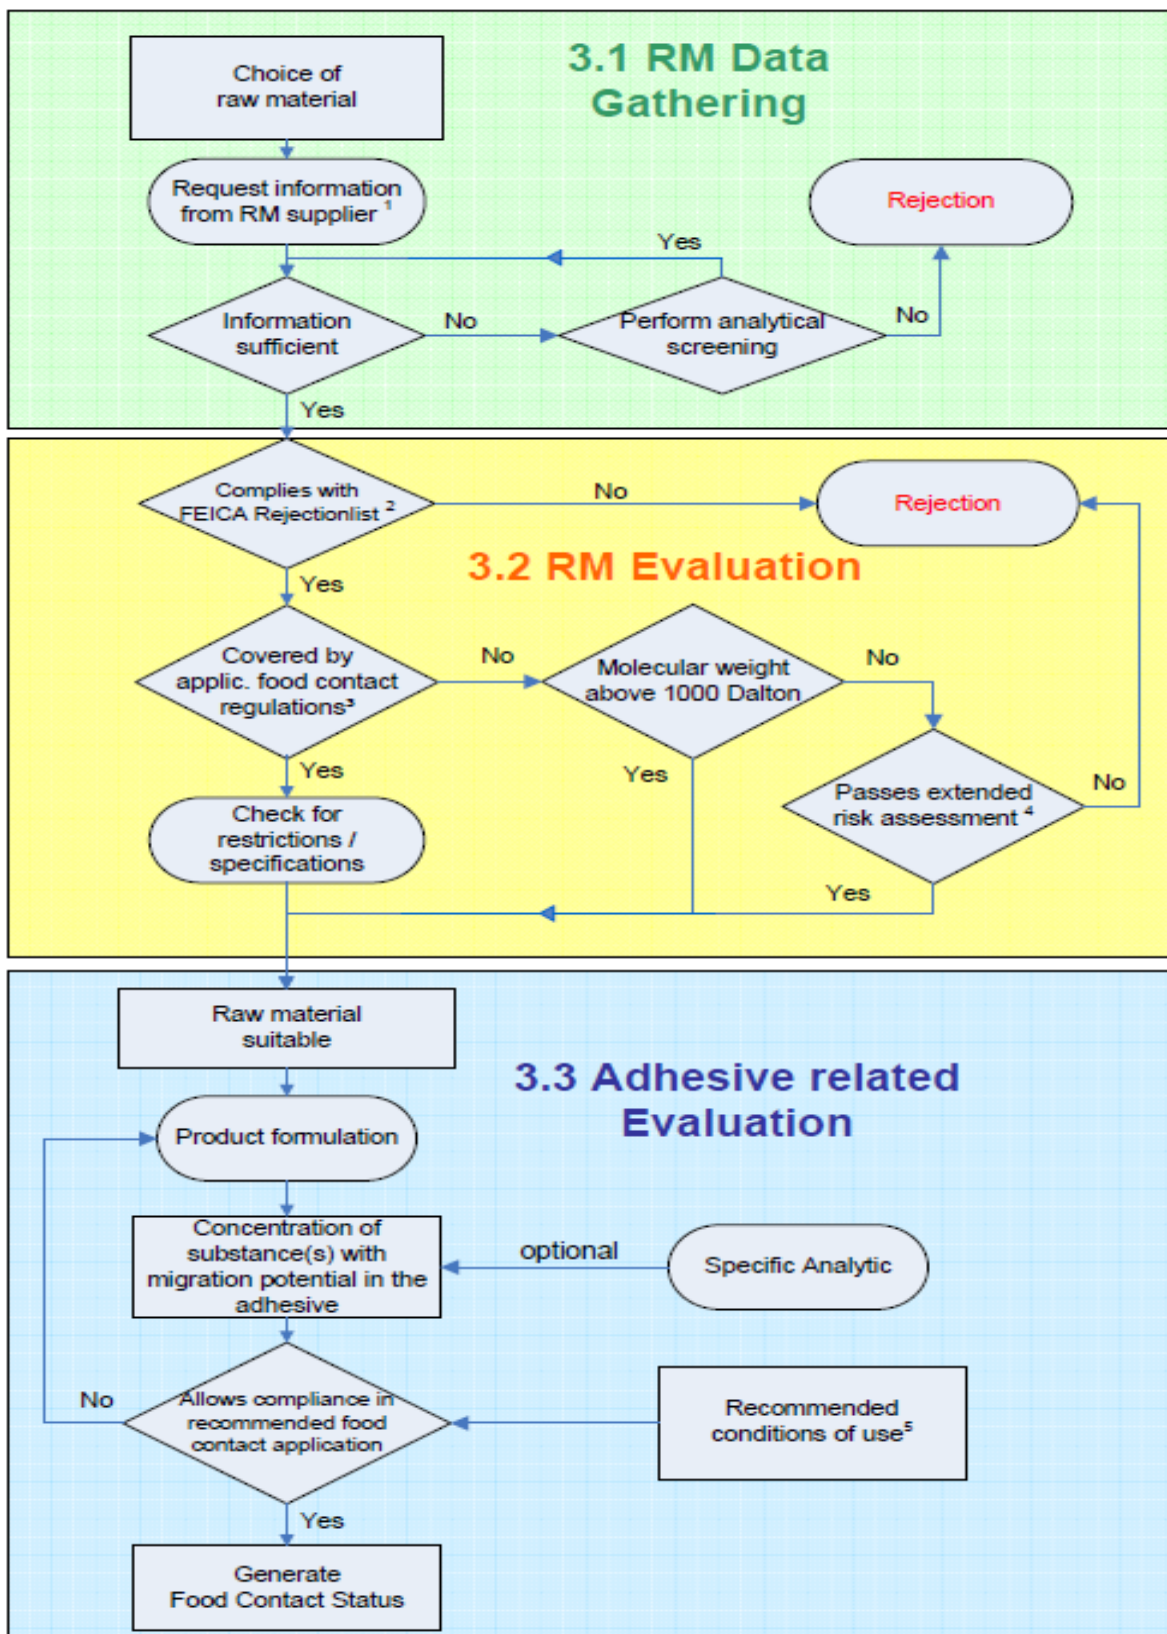 3.1 RM Data
Gathering
Choice of
raw material
Request information
from RM supplier ¹
Rejection
Yes
Information
sufficient
No
Perform analytical
screening
No
Yes
Complies with
FEICA Rejectionlist ²
No
Rejection
3.2 RM Evaluation
Yes
Covered by
applic. food contact
regulations³
No
Molecular weight
above 1000 Dalton
No
Yes
Yes
Passes extended
risk assessment ⁴
No
Check for
restrictions /
specifications
Yes
Raw material
suitable
3.3 Adhesive related
Evaluation
Product formulation
Concentration of
substance(s) with
migration potential in the
adhesive
optional
Specific Analytic
No
Allows compliance in
recommended food
contact application
Recommended
conditions of use⁵
Yes
Generate
Food Contact Status